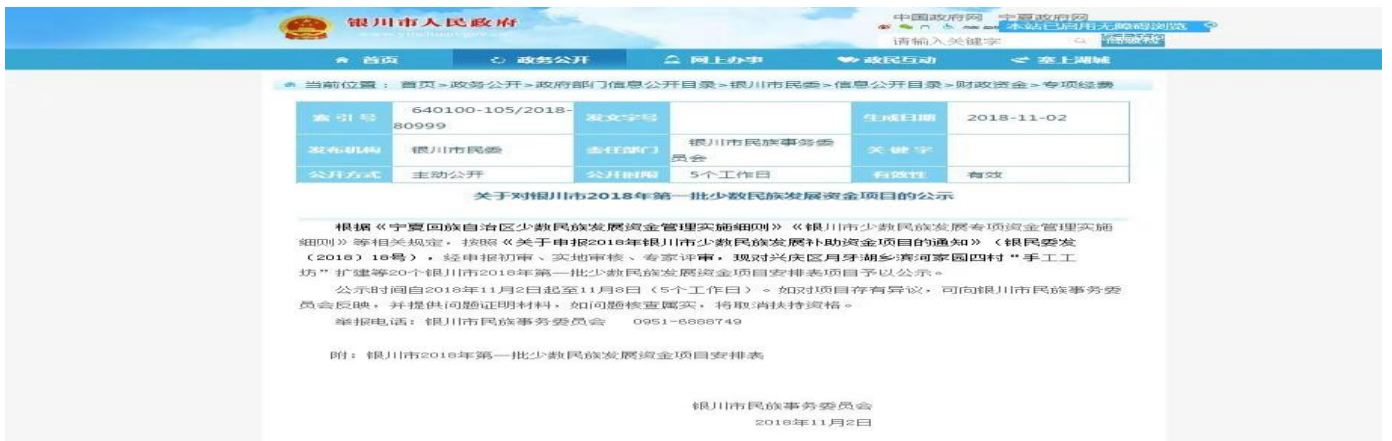 银川市人民政府
中国政府网 宁夏政府网
本站已启用无障碍浏览
请输入关键字
首页 政务公开 网上办事 政民互动 塞上湖城
当前位置：首页>政务公开>政府部门信息公开目录>银川市民委>信息公开目录>财政资金>专项经费
索引号 640100-105/2018-80999 发文字号 生成日期 2018-11-02
发布机构 银川市民委 责任部门 银川市民族事务委员会 关键字
公开方式 主动公开 公开时限 5个工作日 有效性 有效
关于对银川市2018年第一批少数民族发展资金项目的公示
根据《宁夏回族自治区少数民族发展资金管理实施细则》《银川市少数民族发展专项资金管理实施
细则》等相关规定，按照《关于申报2018年银川市少数民族发展补助资金项目的通知》（银民委发
（2018）18号），经申报初审、实地审核、专家评审，现对兴庆区月牙湖乡滨河家园四村“手工工
坊”扩建等20个银川市2018年第一批少数民族发展资金项目安排表项目予以公示。
公示时间自2018年11月2日起至11月8日（5个工作日）。如对项目存有异议，可向银川市民族事务委
员会反映，并提供问题证明材料，如问题核查属实，将取消扶持资格。
举报电话：银川市民族事务委员会 0951-6888749
附：银川市2018年第一批少数民族发展资金项目安排表
银川市民族事务委员会
2018年11月2日